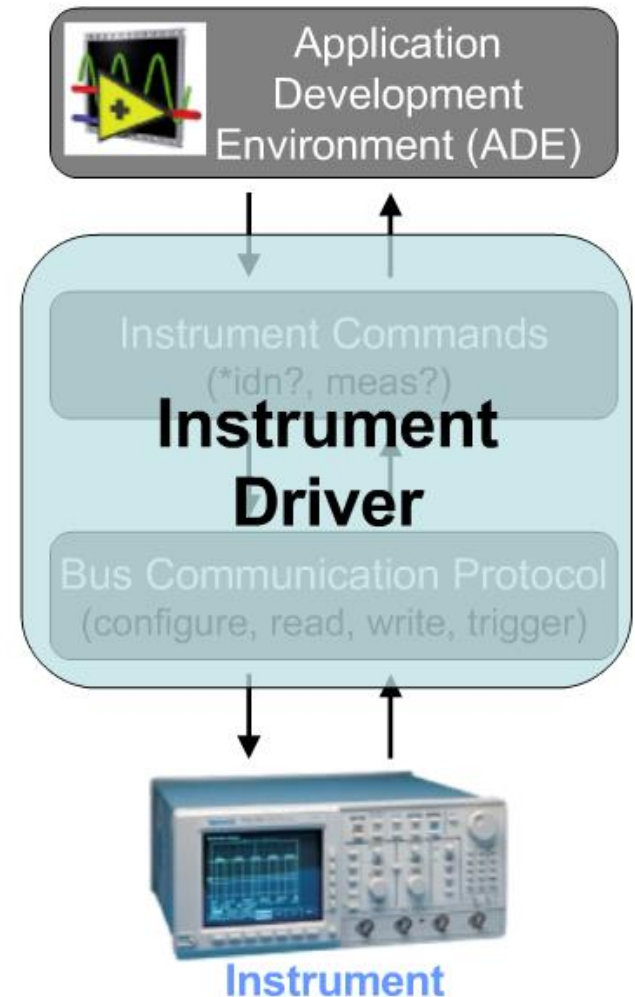 Application
Development
Environment (ADE)
Instrument Commands
(*idn?, meas?)
Instrument
Driver
Bus Communication Protocol
(configure, read, write, trigger)
Instrument